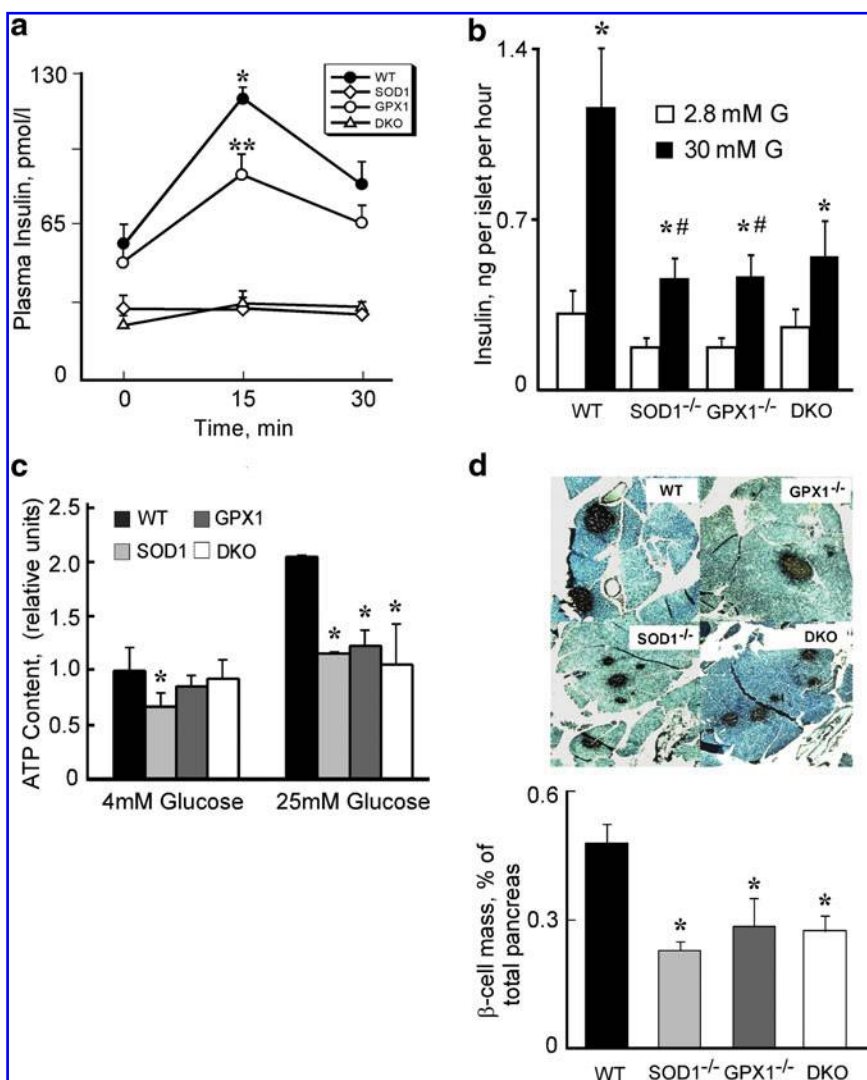 a
130
65
0
Plasma Insulin, pmol/l
*
**
WT
SOD1
GPX1
DKO
0 15 30
Time, min
b
1.4
0.7
0
Insulin, ng per islet per hour
*
2.8 mM G
30 mM G
*# *# *
WT SOD1-/- GPX1-/- DKO
c
2.5
2.0
1.5
1.0
0.5
0
ATP Content, (relative units)
WT GPX1
SOD1 DKO
*
* * *
4mM Glucose 25mM Glucose
d
WT GPX1-/-
SOD1-/- DKO
0.6
0.3
0
β-cell mass, % of
total pancreas
* * *
WT SOD1-/- GPX1-/- DKO